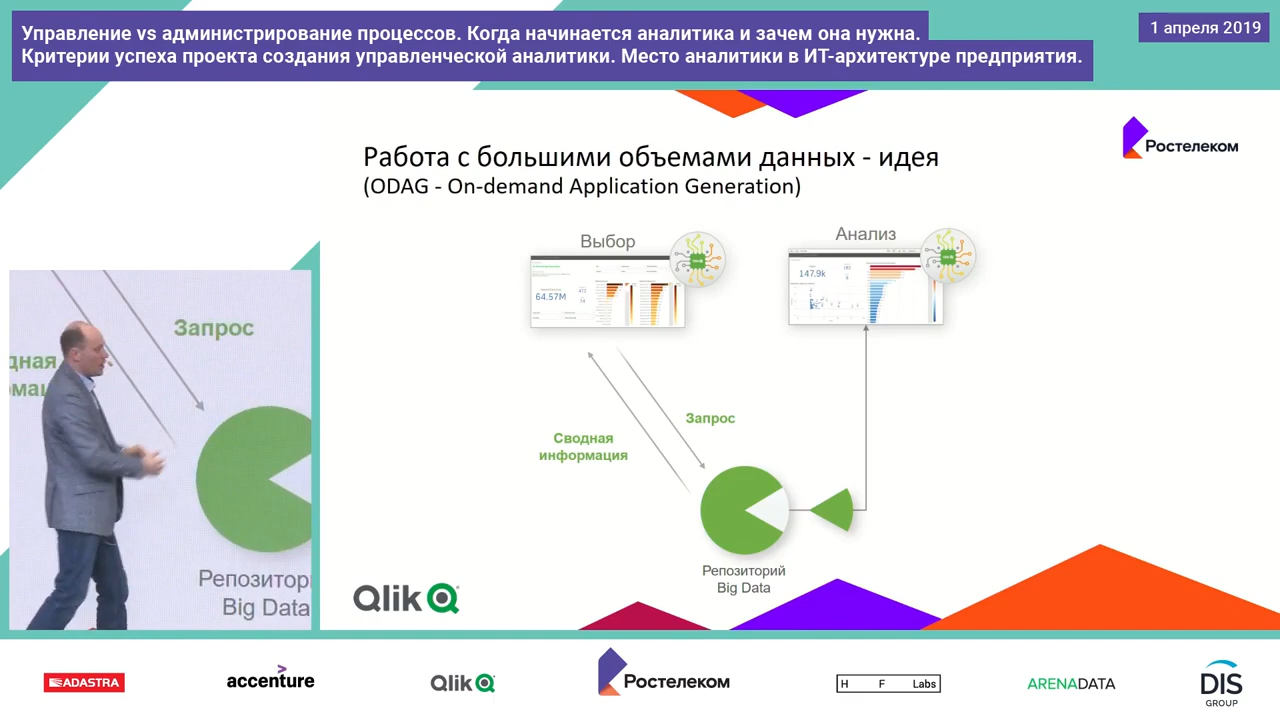 Управление vs администрирование процессов. Когда начинается аналитика и зачем она нужна.
Критерии успеха проекта создания управленческой аналитики. Место аналитики в ИТ-архитектуре предприятия.
1 апреля 2019
Ростелеком
Работа с большими объемами данных - идея
(ODAG - On-demand Application Generation)
Выбор
Анализ
64.57M
147.9k
Запрос
Сводная
информация
Репозиторий
Big Data
Qlik
Запрос
дная
Репозитори
Big Data
ADASTRA
accenture
Qlik
Ростелеком
H F Labs
ARENADATA
DIS
GROUP